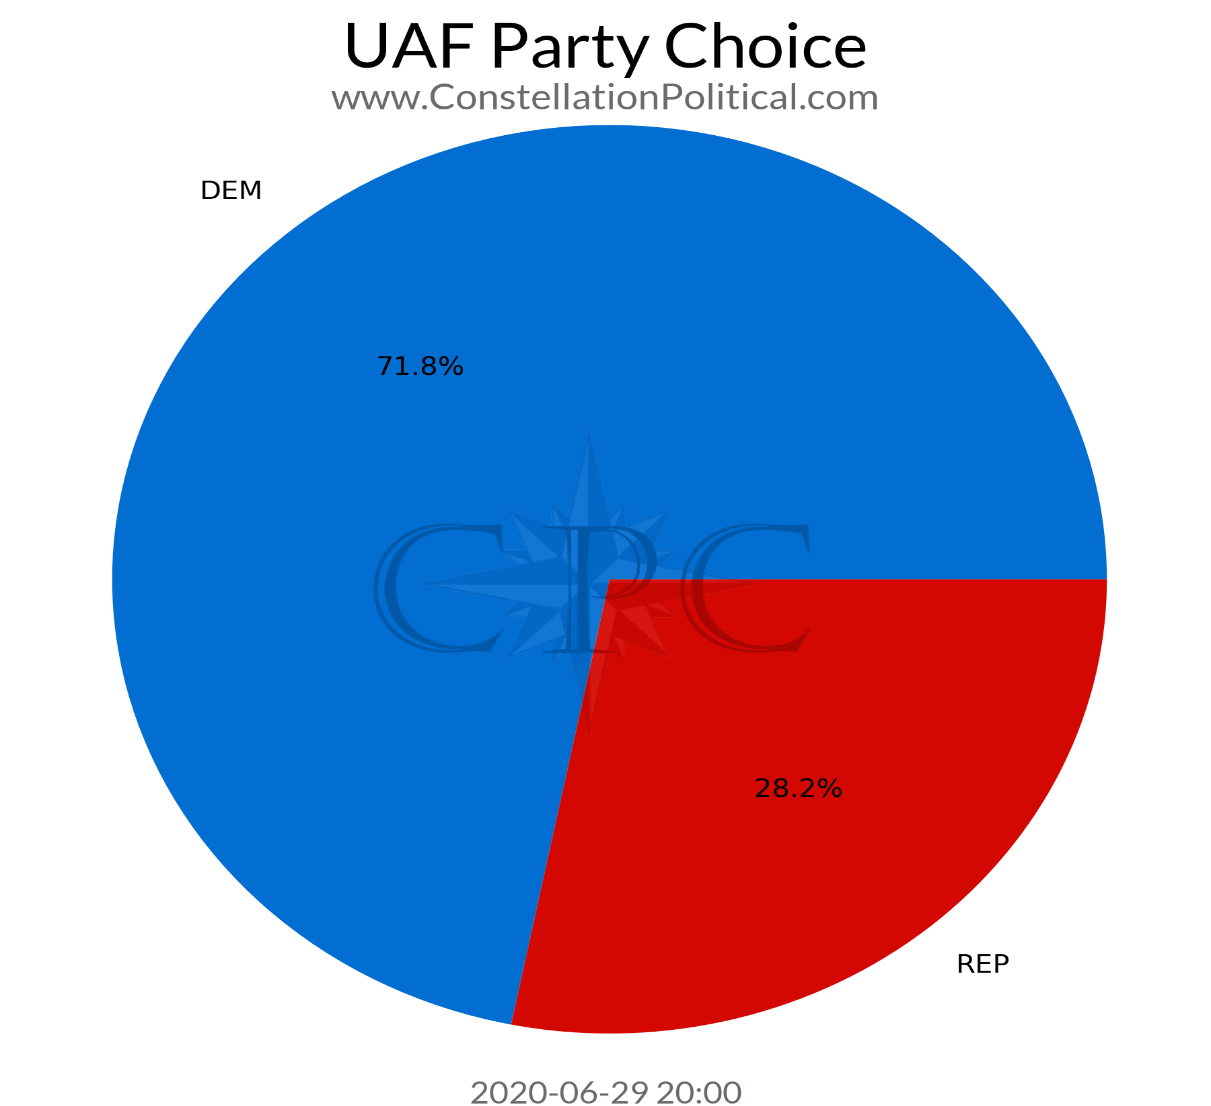 UAF Party Choice
www.ConstellationPolitical.com
DEM
71.8%
CPC
28.2%
REP
2020-06-29 20:00